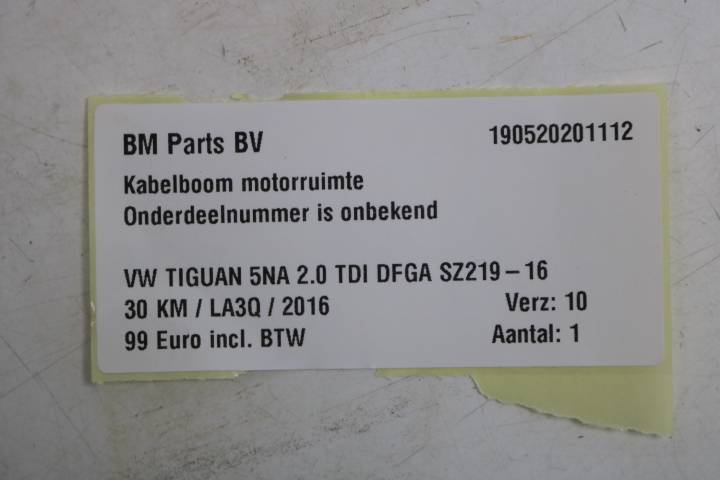 BM Parts BV 190520201112
Kabelboom motorruimte
Onderdeelnummer is onbekend
VW TIGUAN 5NA 2.0 TDI DFGA SZ219-16
30 KM / LA3Q / 2016 Verz: 10
99 Euro incl. BTW Aantal: 1